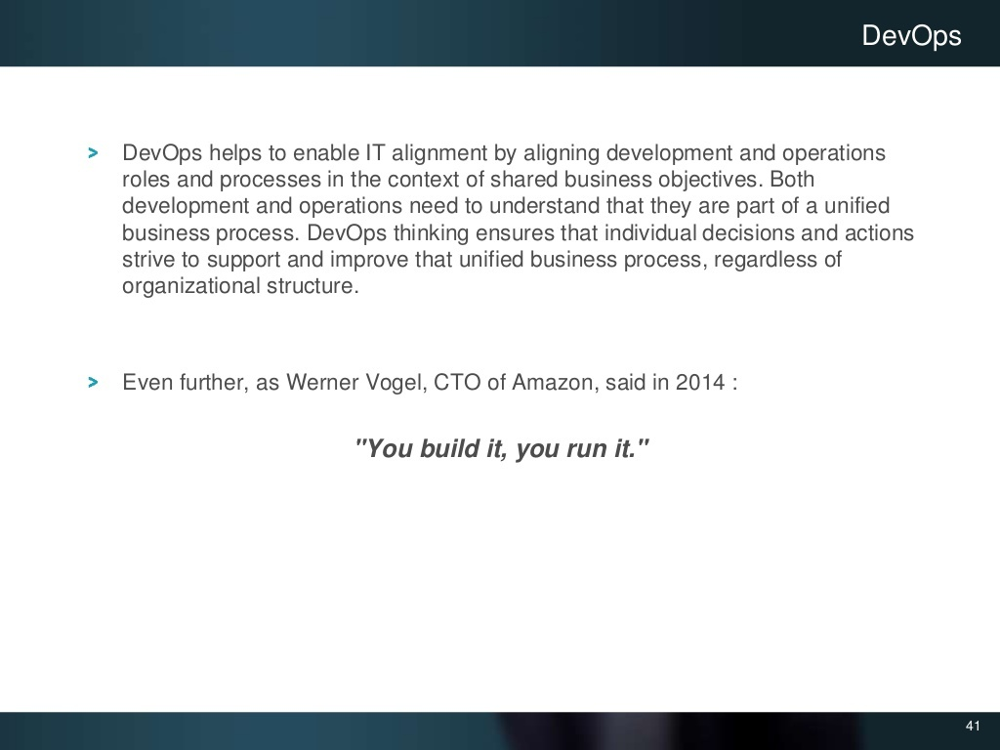 DevOps
> DevOps helps to enable IT alignment by aligning development and operations
roles and processes in the context of shared business objectives. Both
development and operations need to understand that they are part of a unified
business process. DevOps thinking ensures that individual decisions and actions
strive to support and improve that unified business process, regardless of
organizational structure.
> Even further, as Werner Vogel, CTO of Amazon, said in 2014 :
"You build it, you run it."
41